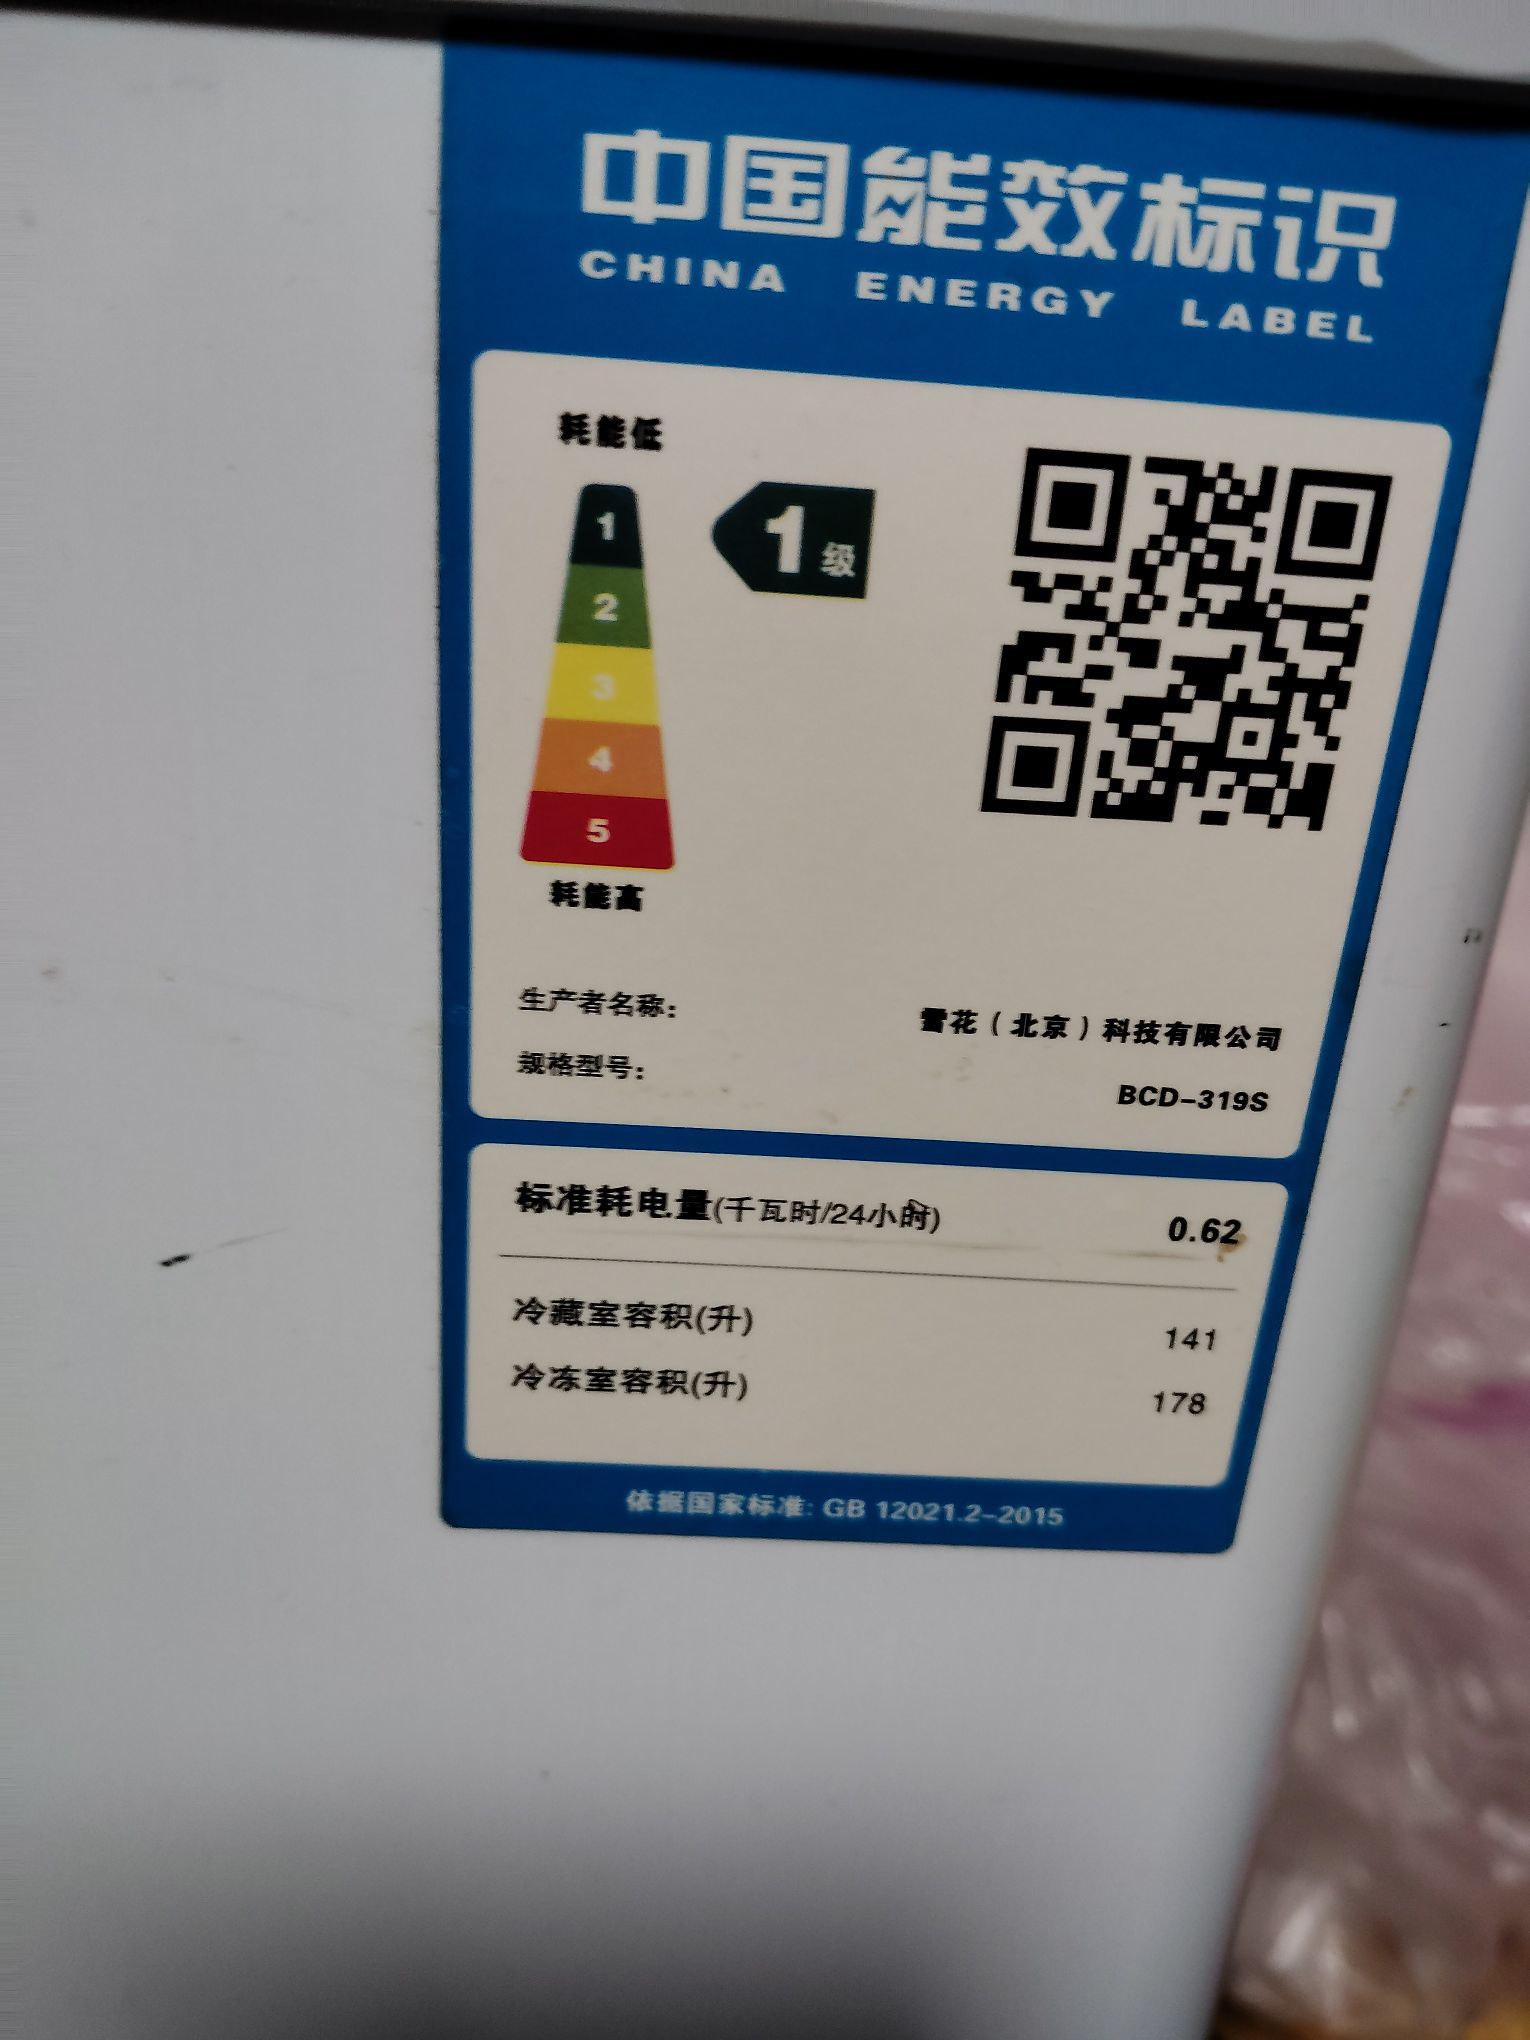 中国能效标识
CHINA ENERGY LABEL
耗能低
1
2
3
4
5
耗能高
1级
生产者名称: 雪花（北京）科技有限公司
规格型号: BCD-319S
标准耗电量(千瓦时/24小时) 0.62
冷藏室容积(升) 141
冷冻室容积(升) 178
依据国家标准: GB 12021.2-2015